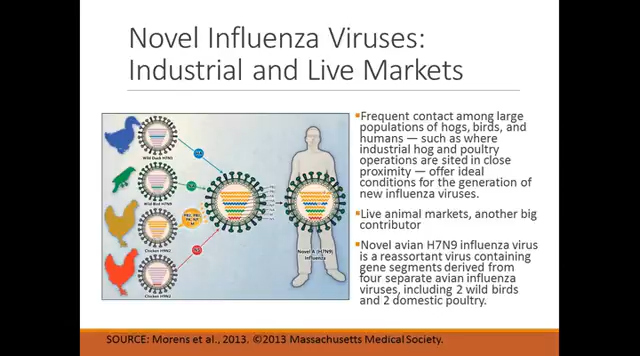 Novel Influenza Viruses:
Industrial and Live Markets
Wild Duck H7N3
Wild Bird H7N9
Chicken H9N2
Chicken H9N2
Novel A (H7N9)
Influenza
Frequent contact among large
populations of hogs, birds, and
humans — such as where
industrial hog and poultry
operations are sited in close
proximity — offer ideal
conditions for the generation of
new influenza viruses.
Live animal markets, another big
contributor
Novel avian H7N9 influenza virus
is a reassortant virus containing
gene segments derived from
four separate avian influenza
viruses, including 2 wild birds
and 2 domestic poultry.
SOURCE: Morens et al., 2013. ©2013 Massachusetts Medical Society.